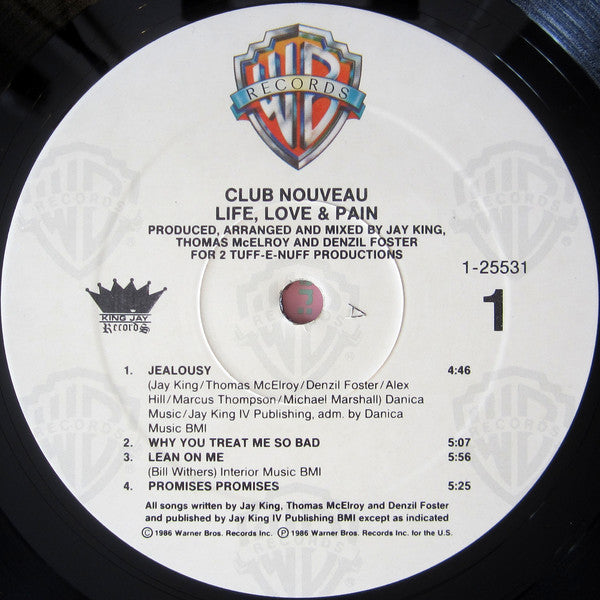 WB
RECORDS
CLUB NOUVEAU
LIFE, LOVE & PAIN
PRODUCED, ARRANGED AND MIXED BY JAY KING,
THOMAS McELROY AND DENZIL FOSTER
FOR 2 TUFF-E-NUFF PRODUCTIONS
1-25531
KING JAY
Records
1
1. JEALOUSY 4:46
(Jay King/Thomas McElroy/Denzil Foster/Alex
Hill/Marcus Thompson/Michael Marshall) Danica
Music/Jay King IV Publishing, adm. by Danica
Music BMI
2. WHY YOU TREAT ME SO BAD 5:07
3. LEAN ON ME 5:56
(Bill Withers) Interior Music BMI
4. PROMISES PROMISES 5:25
All songs written by Jay King, Thomas McElroy and Denzil Foster
and published by Jay King IV Publishing BMI except as indicated
Ⓒ 1986 Warner Bros. Records Inc. Ⓟ 1986 Warner Bros. Records Inc. for the U.S.